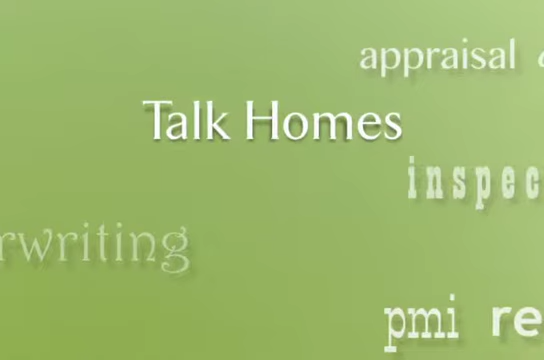 appraisal
Talk Homes
inspec
rwriting
pmi re